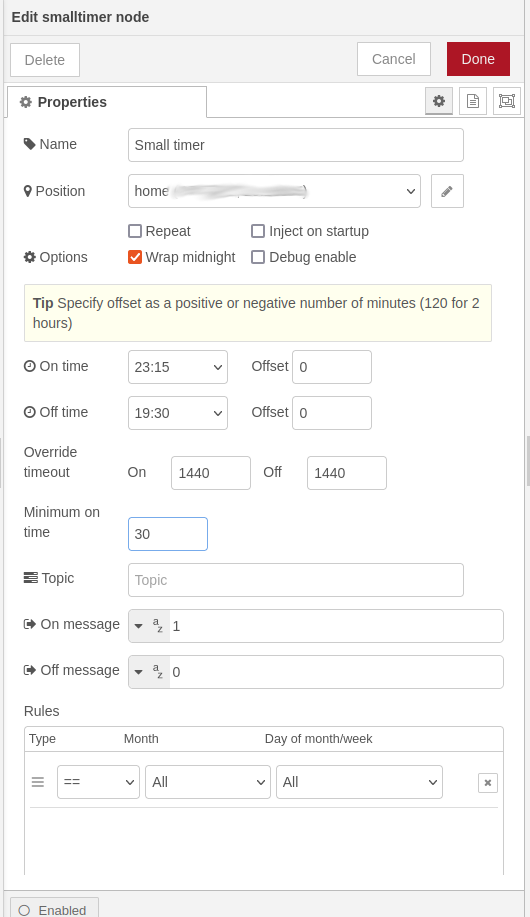 Edit smalltimer node
Delete
Cancel
Done
Properties
Name
Small timer
Position
home
Repeat
Inject on startup
Options
Wrap midnight
Debug enable
Tip Specify offset as a positive or negative number of minutes (120 for 2
hours)
On time
23:15
Offset
0
Off time
19:30
Offset
0
Override
timeout
On
1440
Off
1440
Minimum on
time
30
Topic
Topic
On message
az
1
Off message
az
0
Rules
Type
Month
Day of month/week
==
All
All
Enabled